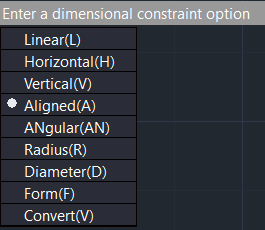 Enter a dimensional constraint option
Linear(L)
Horizontal(H)
Vertical(V)
Aligned(A)
ANgular(AN)
Radius(R)
Diameter(D)
Form(F)
Convert(V)